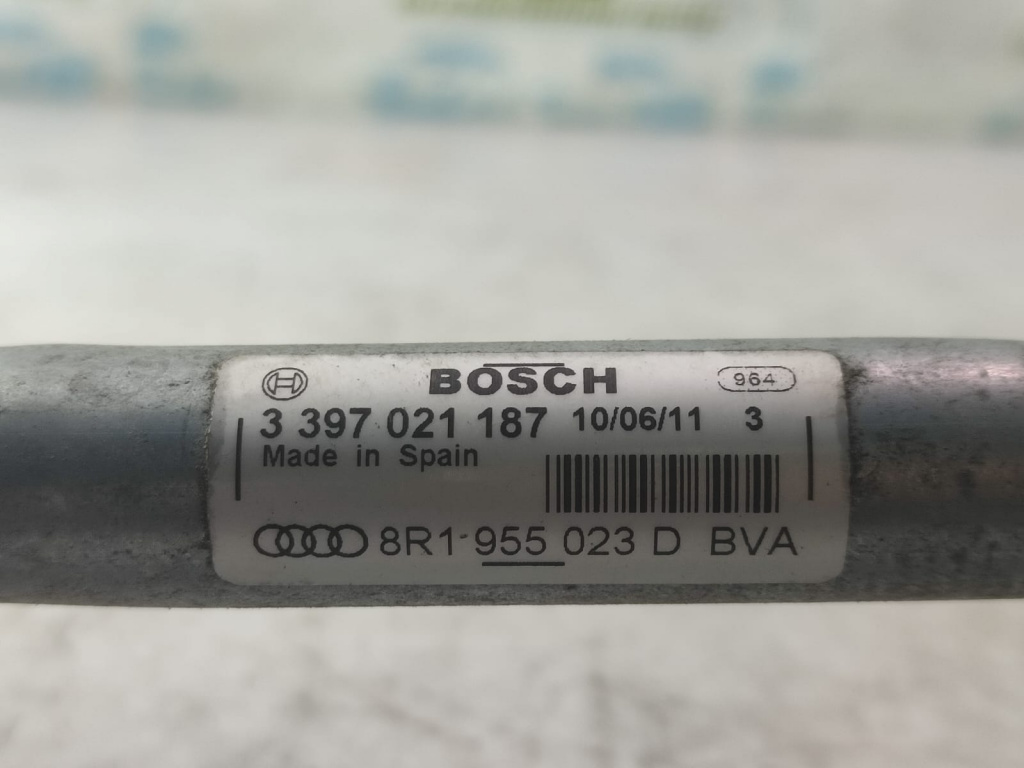 BOSCH 964
3 397 021 187 10/06/11 3
Made in Spain
8R1 955 023 D BVA